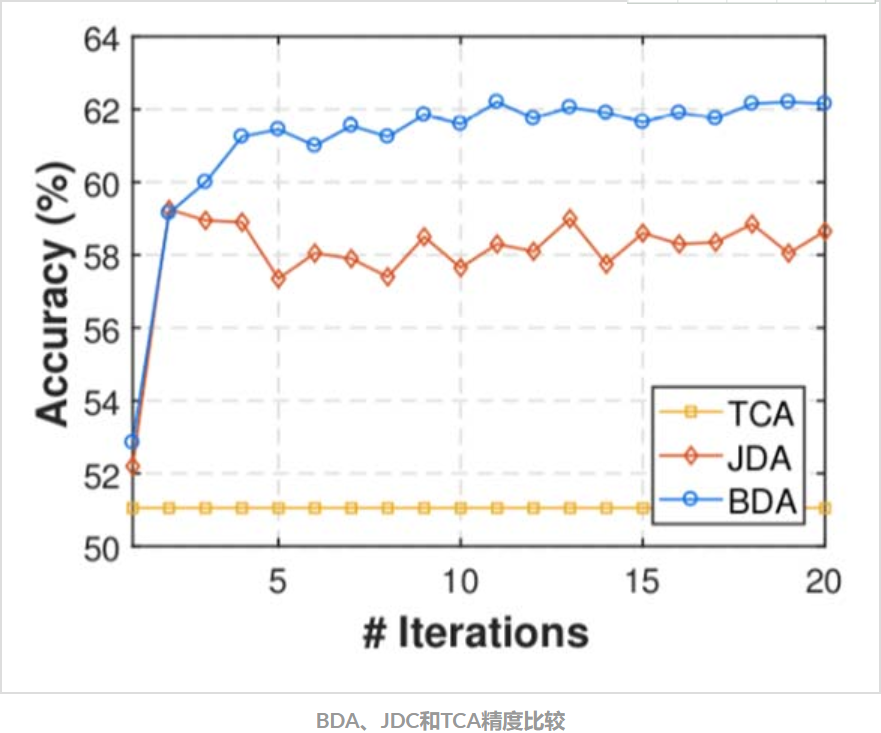 64
62
60
58
56
54
52
50
Accuracy (%)
TCA
JDA
BDA
5 10 15 20
# Iterations
BDA、JDC和TCA精度比较